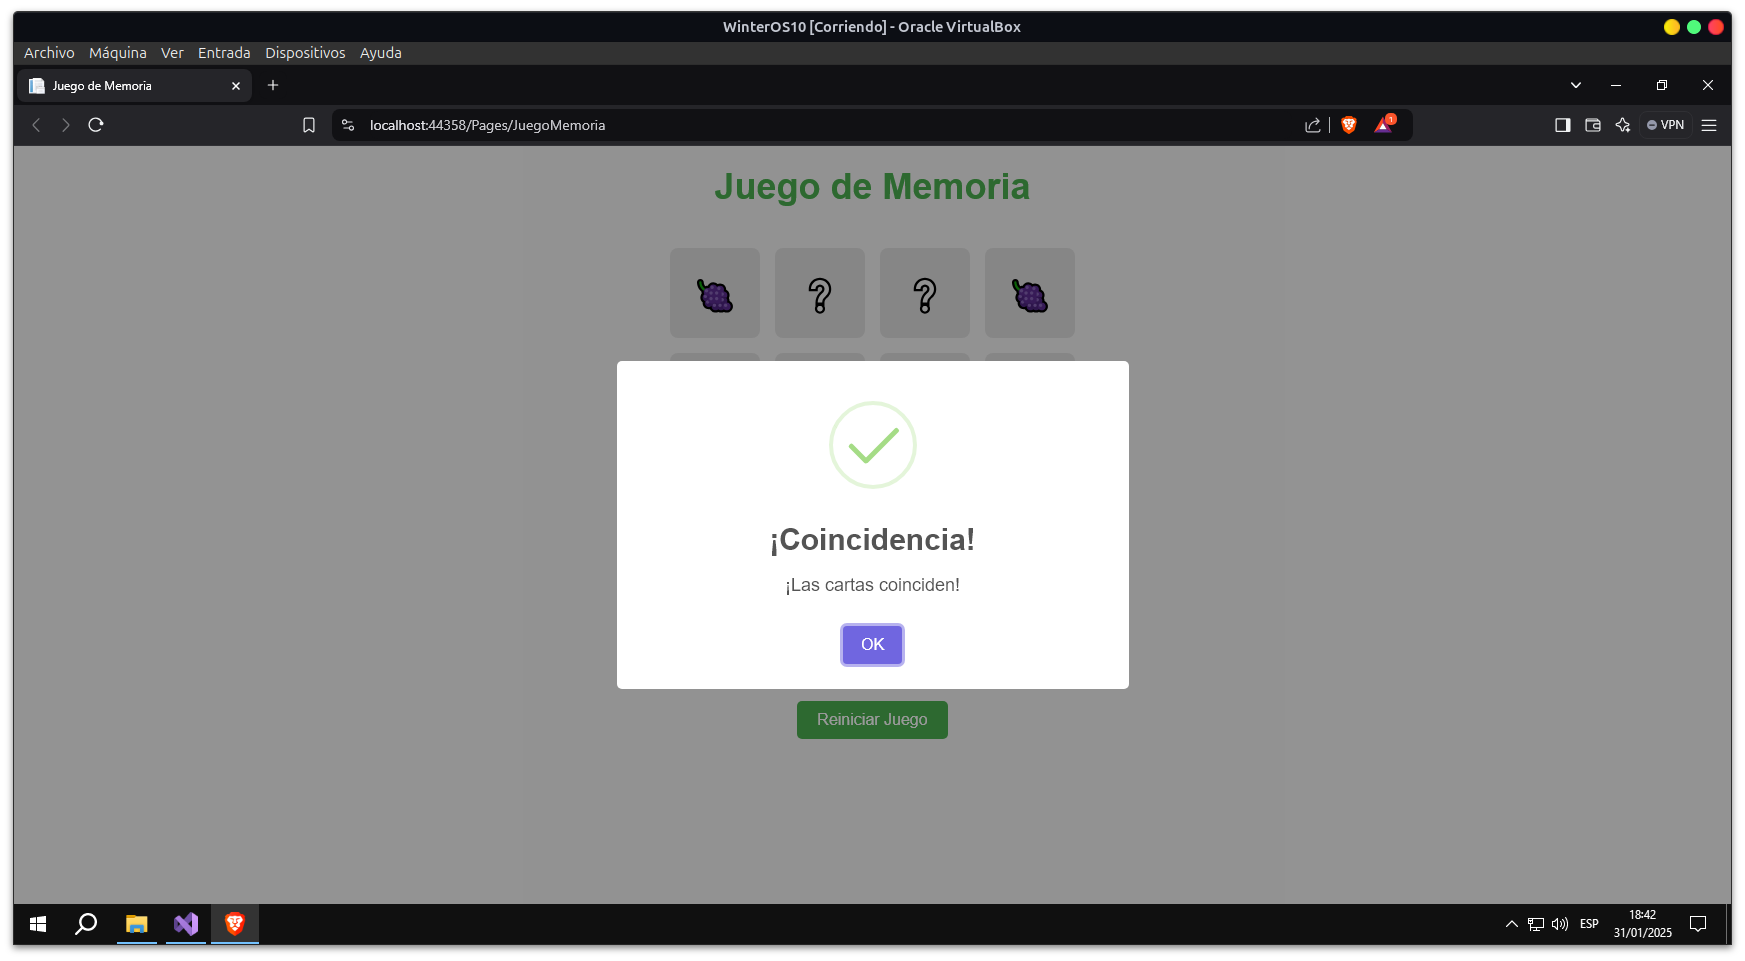 WinterOS10 [Corriendo] - Oracle VirtualBox
Archivo Máquina Ver Entrada Dispositivos Ayuda
Juego de Memoria
localhost:44358/Pages/JuegoMemoria
1
VPN
Juego de Memoria
? ?
¡Coincidencia!
¡Las cartas coinciden!
OK
Reiniciar Juego
ESP
18:42
31/01/2025